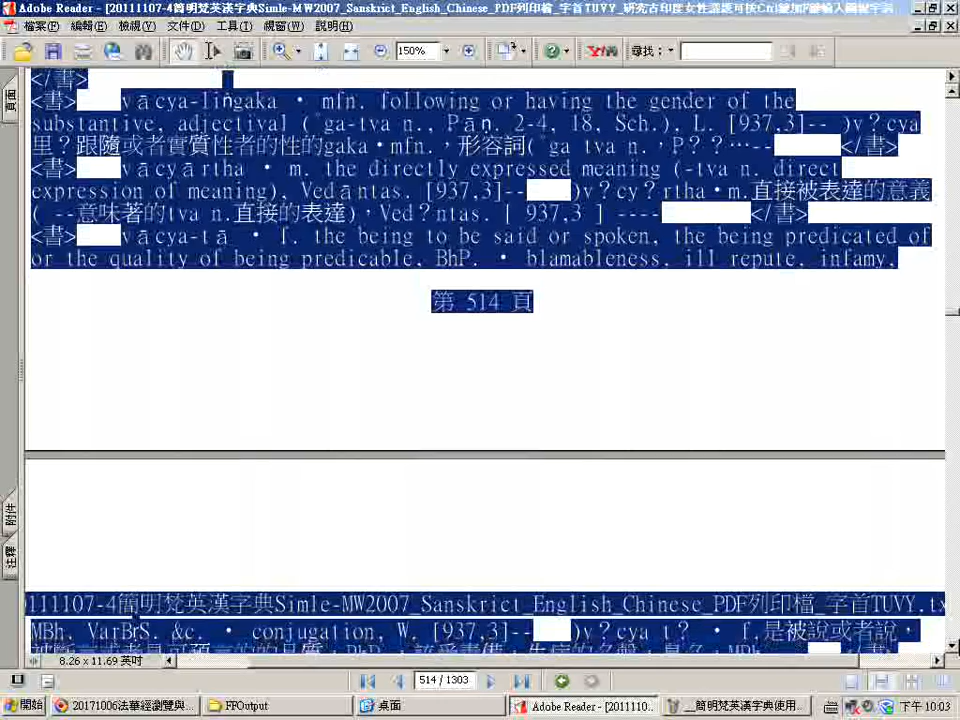 Adobe Reader - [20111107-4簡明梵英漢字典Simle-MW2007_Sanskrict_English_Chinese_PDF列印檔_字首TUVY_研究古印度女性議題可按Ctrl鍵加F鍵輸入關鍵字
檔案(F) 編輯(E) 檢視(V) 文件(D) 工具(T) 視窗(W) 說明(H)
150% Y!介面 尋找:
頁面
</書>
<書> vācya-liṅgaka • mfn. following or having the gender of the
substantive, adjectival (°ga-tva n., Pāṇ. 2-4, 18, Sch.), L. [937,3]-- )v？cya
里？跟隨或者實質性者的性的gaka•mfn.，形容詞(°ga tva n.，P？？…-- </書>
<書> vācyārtha • m. the directly expressed meaning (-tva n. direct
expression of meaning), Vedāntas. [937,3]-- )v？cy？rtha•m.直接被表達的意義
( --意味著的tva n.直接的表達)，Ved？ntas. [ 937,3 ] ---- </書>
<書> vācya-tā • f. the being to be said or spoken, the being predicated of
or the quality of being predicable, BhP. • blamableness, ill repute, infamy,
第 514 頁
附件
注釋
111107-4簡明梵英漢字典Simle-MW2007_Sanskrict_English_Chinese_PDF列印檔_字首TUVY.tx
MBh. VarBrS. &c. • conjugation, W. [937,3]-- )v？cya t？ • f.是被說或者說，
8.26 x 11.69 英吋
514 / 1303
開始 20171006法華經瀏覽與... FFOutput 桌面 Adobe Reader - [2011110... __簡明梵英字典使用... 下午 10:03